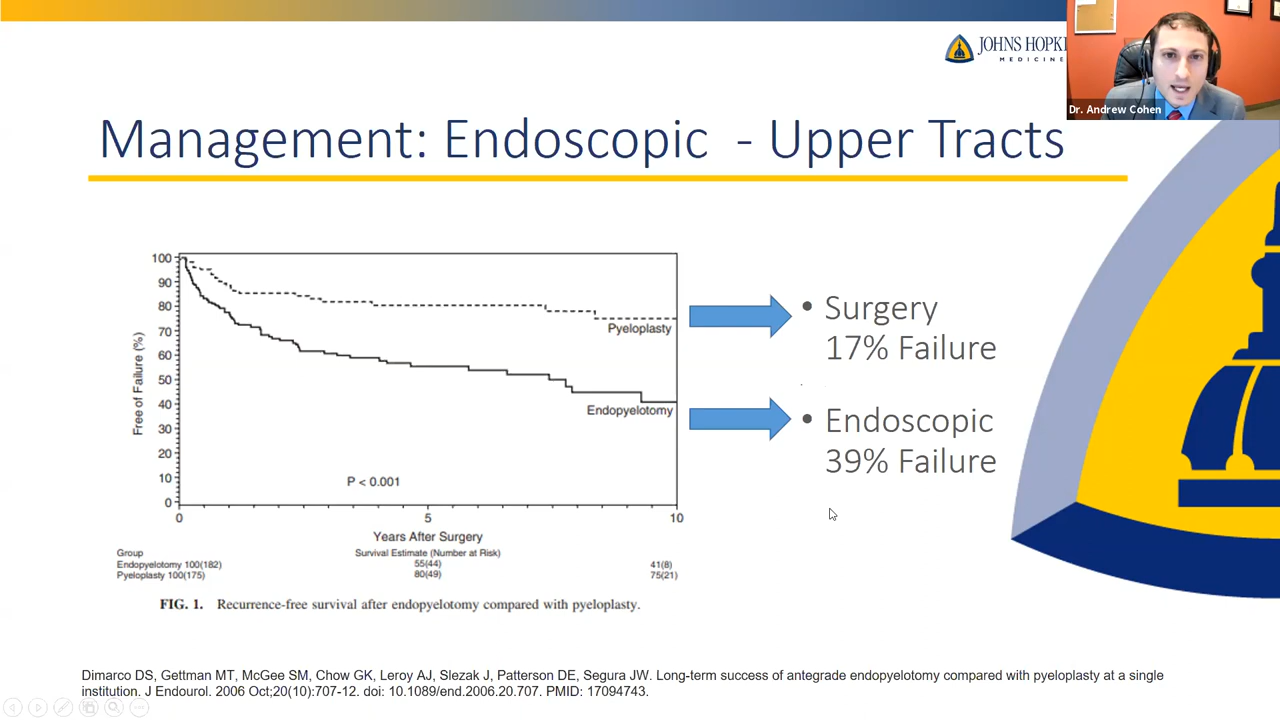 JOHNS HOPK
MEDICINE
Dr. Andrew Cohen
Management: Endoscopic - Upper Tracts
100
90
80
70
60
50
40
30
20
10
0
Free of Failure (%)
Pyeloplasty
Endopyelotomy
P < 0.001
0
5
10
Years After Surgery
Group
Survival Estimate (Number at Risk)
Endopyelotomy 100(182)
55(44)
41(8)
Pyeloplasty 100(175)
80(49)
75(21)
FIG. 1. Recurrence-free survival after endopyelotomy compared with pyeloplasty.
• Surgery
17% Failure
• Endoscopic
39% Failure
Dimarco DS, Gettman MT, McGee SM, Chow GK, Leroy AJ, Slezak J, Patterson DE, Segura JW. Long-term success of antegrade endopyelotomy compared with pyeloplasty at a single
institution. J Endourol. 2006 Oct;20(10):707-12. doi: 10.1089/end.2006.20.707. PMID: 17094743.